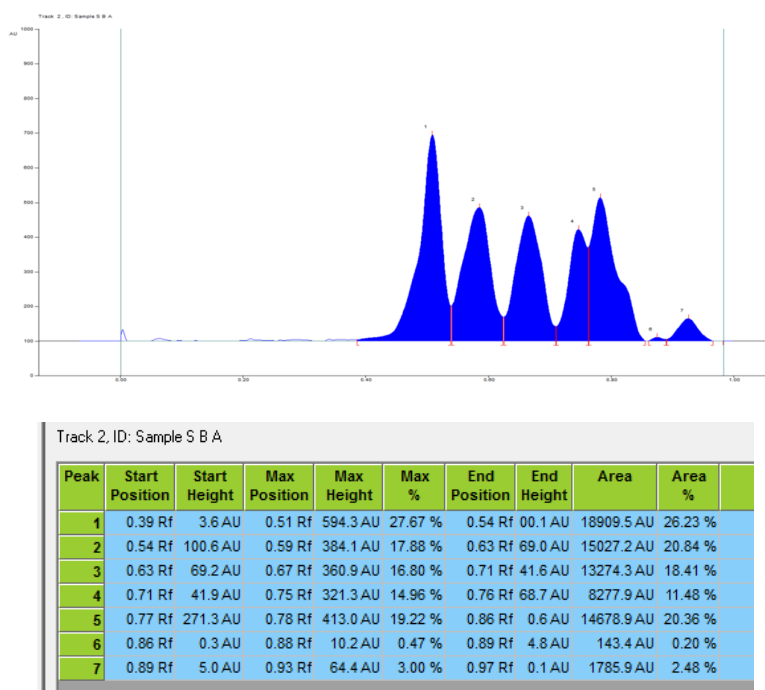 Track 2, ID: Sample S B A
1000
AU
900
800
700
600
500
400
300
200
100
0
1
2
3
4
5
6
7
0.00 0.20 0.40 0.60 0.80 1.00
Track 2, ID: Sample S B A
Peak Start Position Start Height Max Position Max Height Max % End Position End Height Area Area %
1 0.39 Rf 3.6 AU 0.51 Rf 594.3 AU 27.67 % 0.54 Rf 00.1 AU 18909.5 AU 26.23 %
2 0.54 Rf 100.6 AU 0.59 Rf 384.1 AU 17.88 % 0.63 Rf 69.0 AU 15027.2 AU 20.84 %
3 0.63 Rf 69.2 AU 0.67 Rf 360.9 AU 16.80 % 0.71 Rf 41.6 AU 13274.3 AU 18.41 %
4 0.71 Rf 41.9 AU 0.75 Rf 321.3 AU 14.96 % 0.76 Rf 68.7 AU 8277.9 AU 11.48 %
5 0.77 Rf 271.3 AU 0.78 Rf 413.0 AU 19.22 % 0.86 Rf 0.6 AU 14678.9 AU 20.36 %
6 0.86 Rf 0.3 AU 0.88 Rf 10.2 AU 0.47 % 0.89 Rf 4.8 AU 143.4 AU 0.20 %
7 0.89 Rf 5.0 AU 0.93 Rf 64.4 AU 3.00 % 0.97 Rf 0.1 AU 1785.9 AU 2.48 %